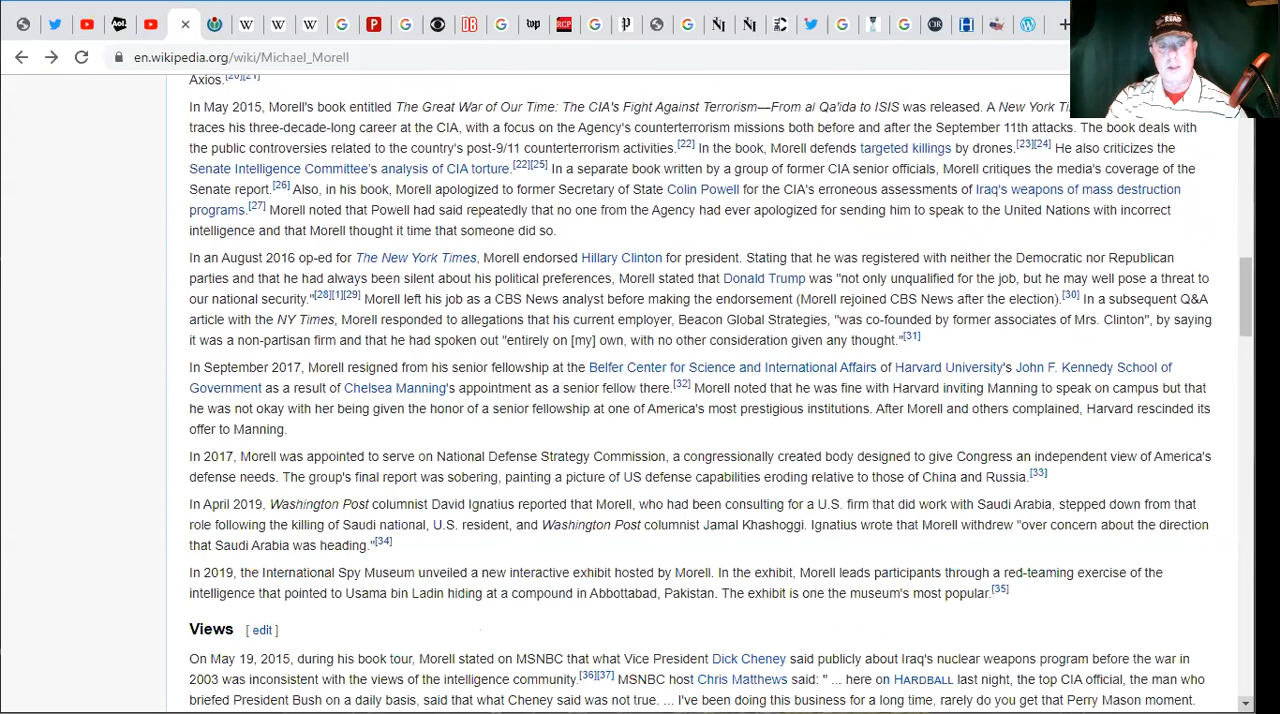 en.wikipedia.org/wiki/Michael_Morell
Axios.[20][21]
In May 2015, Morell's book entitled The Great War of Our Time: The CIA's Fight Against Terrorism—From al Qa'ida to ISIS was released. A New York Ti
traces his three-decade-long career at the CIA, with a focus on the Agency's counterterrorism missions both before and after the September 11th attacks. The book deals with
the public controversies related to the country's post-9/11 counterterrorism activities.[22] In the book, Morell defends targeted killings by drones.[23][24] He also criticizes the
Senate Intelligence Committee's analysis of CIA torture.[22][25] In a separate book written by a group of former CIA senior officials, Morell critiques the media's coverage of the
Senate report.[26] Also, in his book, Morell apologized to former Secretary of State Colin Powell for the CIA's erroneous assessments of Iraq's weapons of mass destruction
programs.[27] Morell noted that Powell had said repeatedly that no one from the Agency had ever apologized for sending him to speak to the United Nations with incorrect
intelligence and that Morell thought it time that someone did so.
In an August 2016 op-ed for The New York Times, Morell endorsed Hillary Clinton for president. Stating that he was registered with neither the Democratic nor Republican
parties and that he had always been silent about his political preferences, Morell stated that Donald Trump was "not only unqualified for the job, but he may well pose a threat to
our national security."[28][1][29] Morell left his job as a CBS News analyst before making the endorsement (Morell rejoined CBS News after the election).[30] In a subsequent Q&A
article with the NY Times, Morell responded to allegations that his current employer, Beacon Global Strategies, "was co-founded by former associates of Mrs. Clinton", by saying
it was a non-partisan firm and that he had spoken out "entirely on [my] own, with no other consideration given any thought."[31]
In September 2017, Morell resigned from his senior fellowship at the Belfer Center for Science and International Affairs of Harvard University's John F. Kennedy School of
Government as a result of Chelsea Manning's appointment as a senior fellow there.[32] Morell noted that he was fine with Harvard inviting Manning to speak on campus but that
he was not okay with her being given the honor of a senior fellowship at one of America's most prestigious institutions. After Morell and others complained, Harvard rescinded its
offer to Manning.
In 2017, Morell was appointed to serve on National Defense Strategy Commission, a congressionally created body designed to give Congress an independent view of America's
defense needs. The group's final report was sobering, painting a picture of US defense capabilities eroding relative to those of China and Russia.[33]
In April 2019, Washington Post columnist David Ignatius reported that Morell, who had been consulting for a U.S. firm that did work with Saudi Arabia, stepped down from that
role following the killing of Saudi national, U.S. resident, and Washington Post columnist Jamal Khashoggi. Ignatius wrote that Morell withdrew "over concern about the direction
that Saudi Arabia was heading."[34]
In 2019, the International Spy Museum unveiled a new interactive exhibit hosted by Morell. In the exhibit, Morell leads participants through a red-teaming exercise of the
intelligence that pointed to Usama bin Ladin hiding at a compound in Abbottabad, Pakistan. The exhibit is one the museum's most popular.[35]
Views [ edit ]
On May 19, 2015, during his book tour, Morell stated on MSNBC that what Vice President Dick Cheney said publicly about Iraq's nuclear weapons program before the war in
2003 was inconsistent with the views of the intelligence community.[36][37] MSNBC host Chris Matthews said: " ... here on HARDBALL last night, the top CIA official, the man who
briefed President Bush on a daily basis, said that what Cheney said was not true. ... I've been doing this business for a long time, rarely do you get that Perry Mason moment.